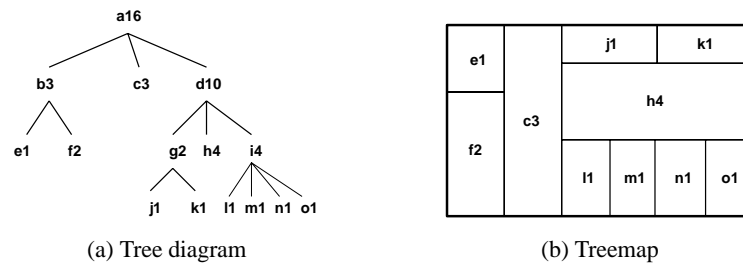 a16
b3 c3 d10
e1 f2 g2 h4 i4
j1 k1 l1 m1 n1 o1
(a) Tree diagram
j1 k1
e1
h4
c3
f2
l1 m1 n1 o1
(b) Treemap